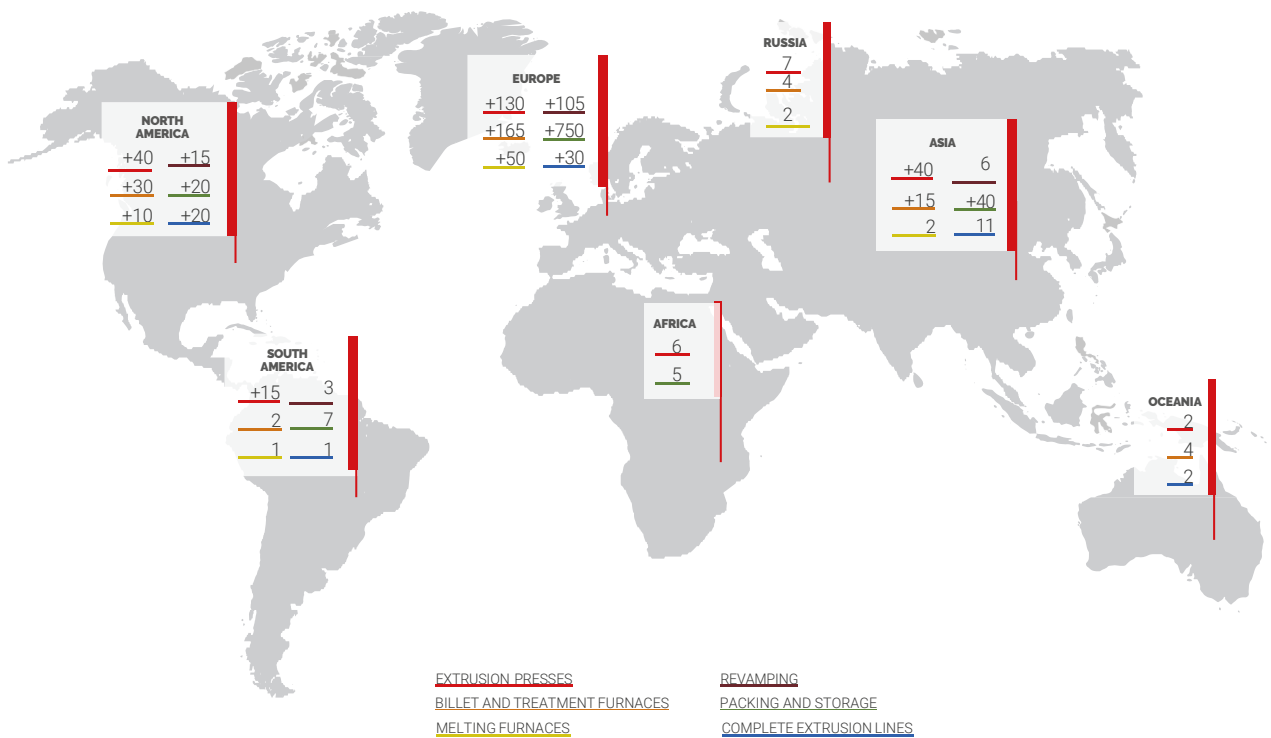 RUSSIA
7
4
2
EUROPE
+130 +105
+165 +750
+50 +30
NORTH
AMERICA
+40 +15
+30 +20
+10 +20
ASIA
+40 6
+15 +40
2 11
AFRICA
6
5
SOUTH
AMERICA
+15 3
2 7
1 1
OCEANIA
2
4
2
EXTRUSION PRESSES
BILLET AND TREATMENT FURNACES
MELTING FURNACES
REVAMPING
PACKING AND STORAGE
COMPLETE EXTRUSION LINES